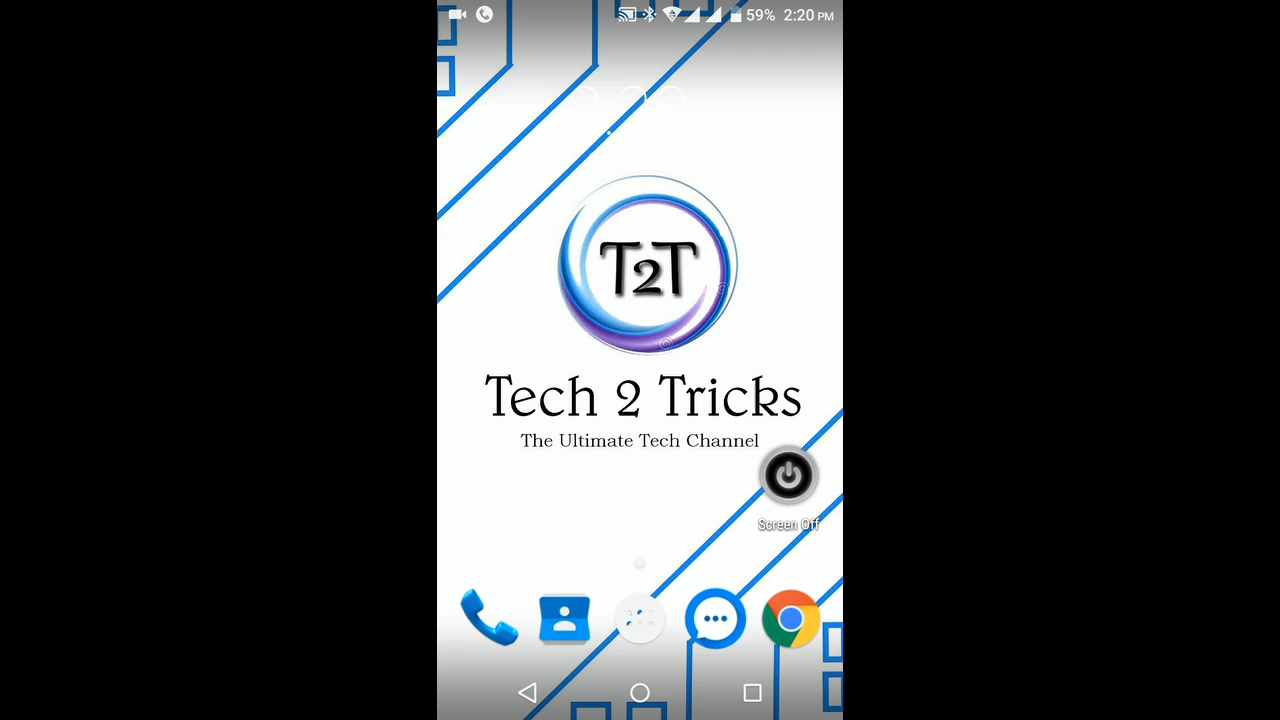 59% 2:20 PM
T2T
Tech 2 Tricks
The Ultimate Tech Channel
Screen Off